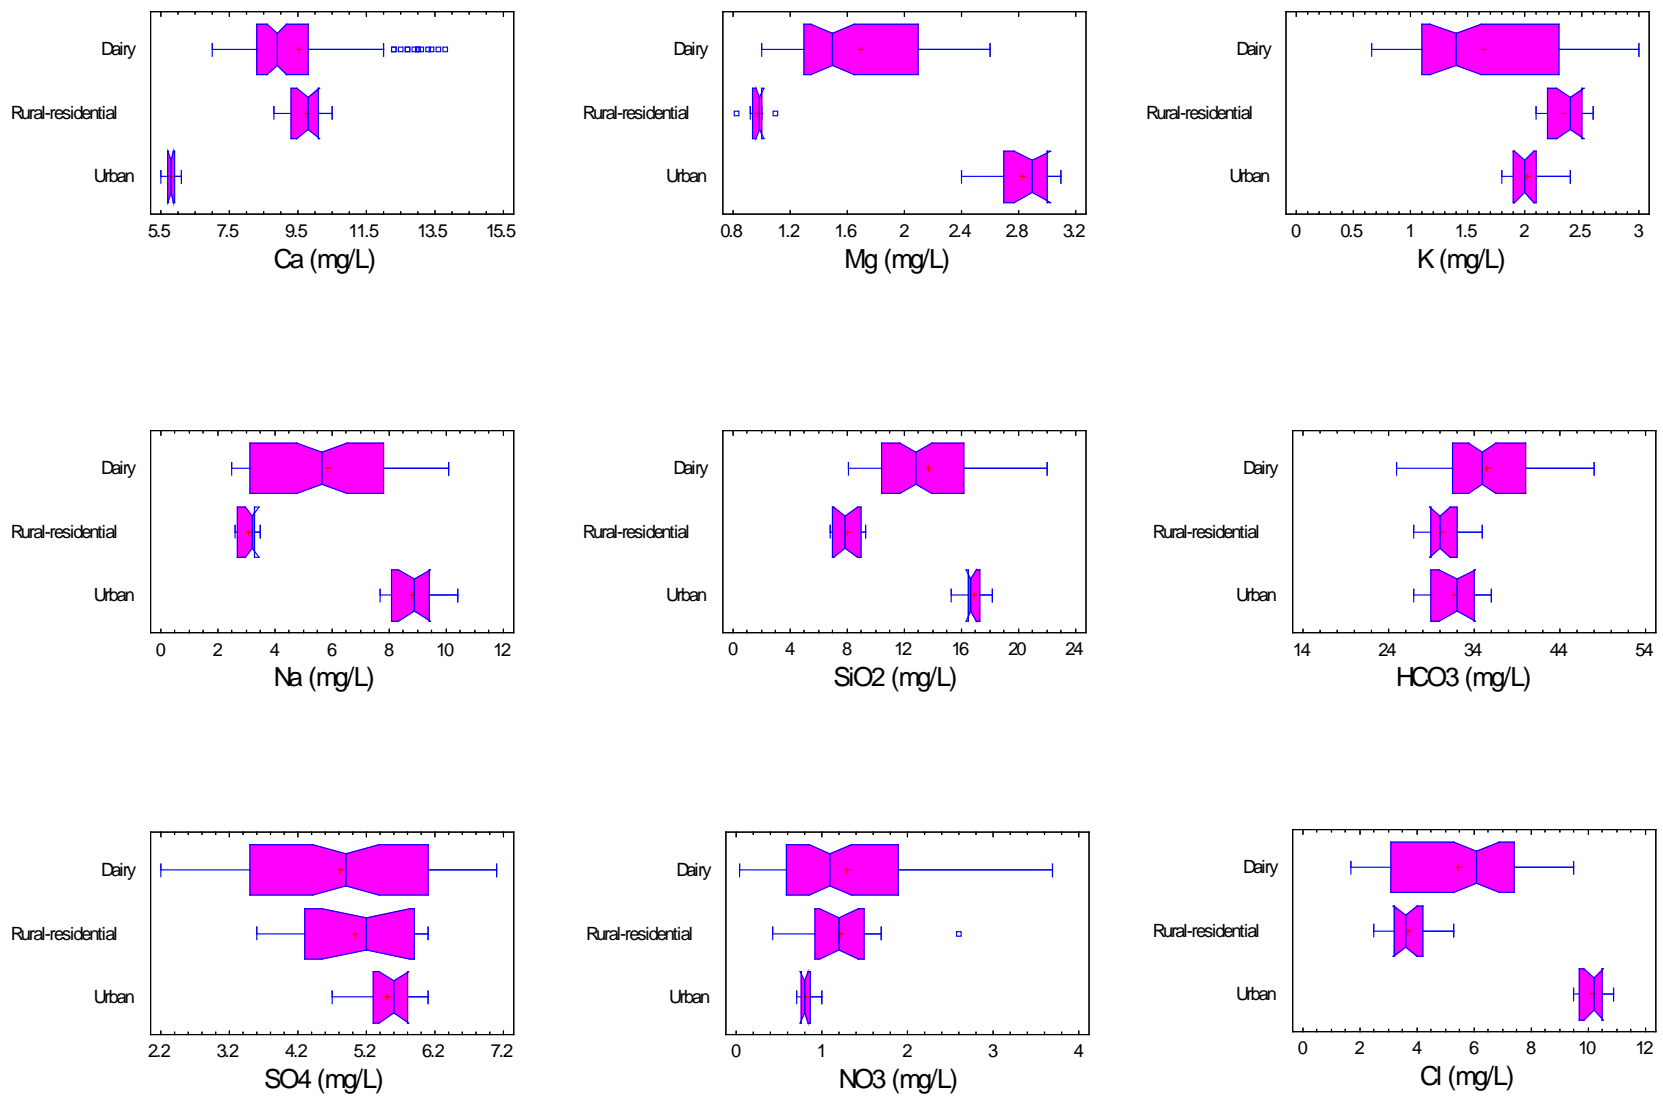 Dairy
Rural-residential
Urban
5.5 7.5 9.5 11.5 13.5 15.5
Ca (mg/L)
Dairy
Rural-residential
Urban
0.8 1.2 1.6 2 2.4 2.8 3.2
Mg (mg/L)
Dairy
Rural-residential
Urban
0 0.5 1 1.5 2 2.5 3
K (mg/L)
Dairy
Rural-residential
Urban
0 2 4 6 8 10 12
Na (mg/L)
Dairy
Rural-residential
Urban
0 4 8 12 16 20 24
SiO2 (mg/L)
Dairy
Rural-residential
Urban
14 24 34 44 54
HCO3 (mg/L)
Dairy
Rural-residential
Urban
2.2 3.2 4.2 5.2 6.2 7.2
SO4 (mg/L)
Dairy
Rural-residential
Urban
0 1 2 3 4
NO3 (mg/L)
Dairy
Rural-residential
Urban
0 2 4 6 8 10 12
Cl (mg/L)